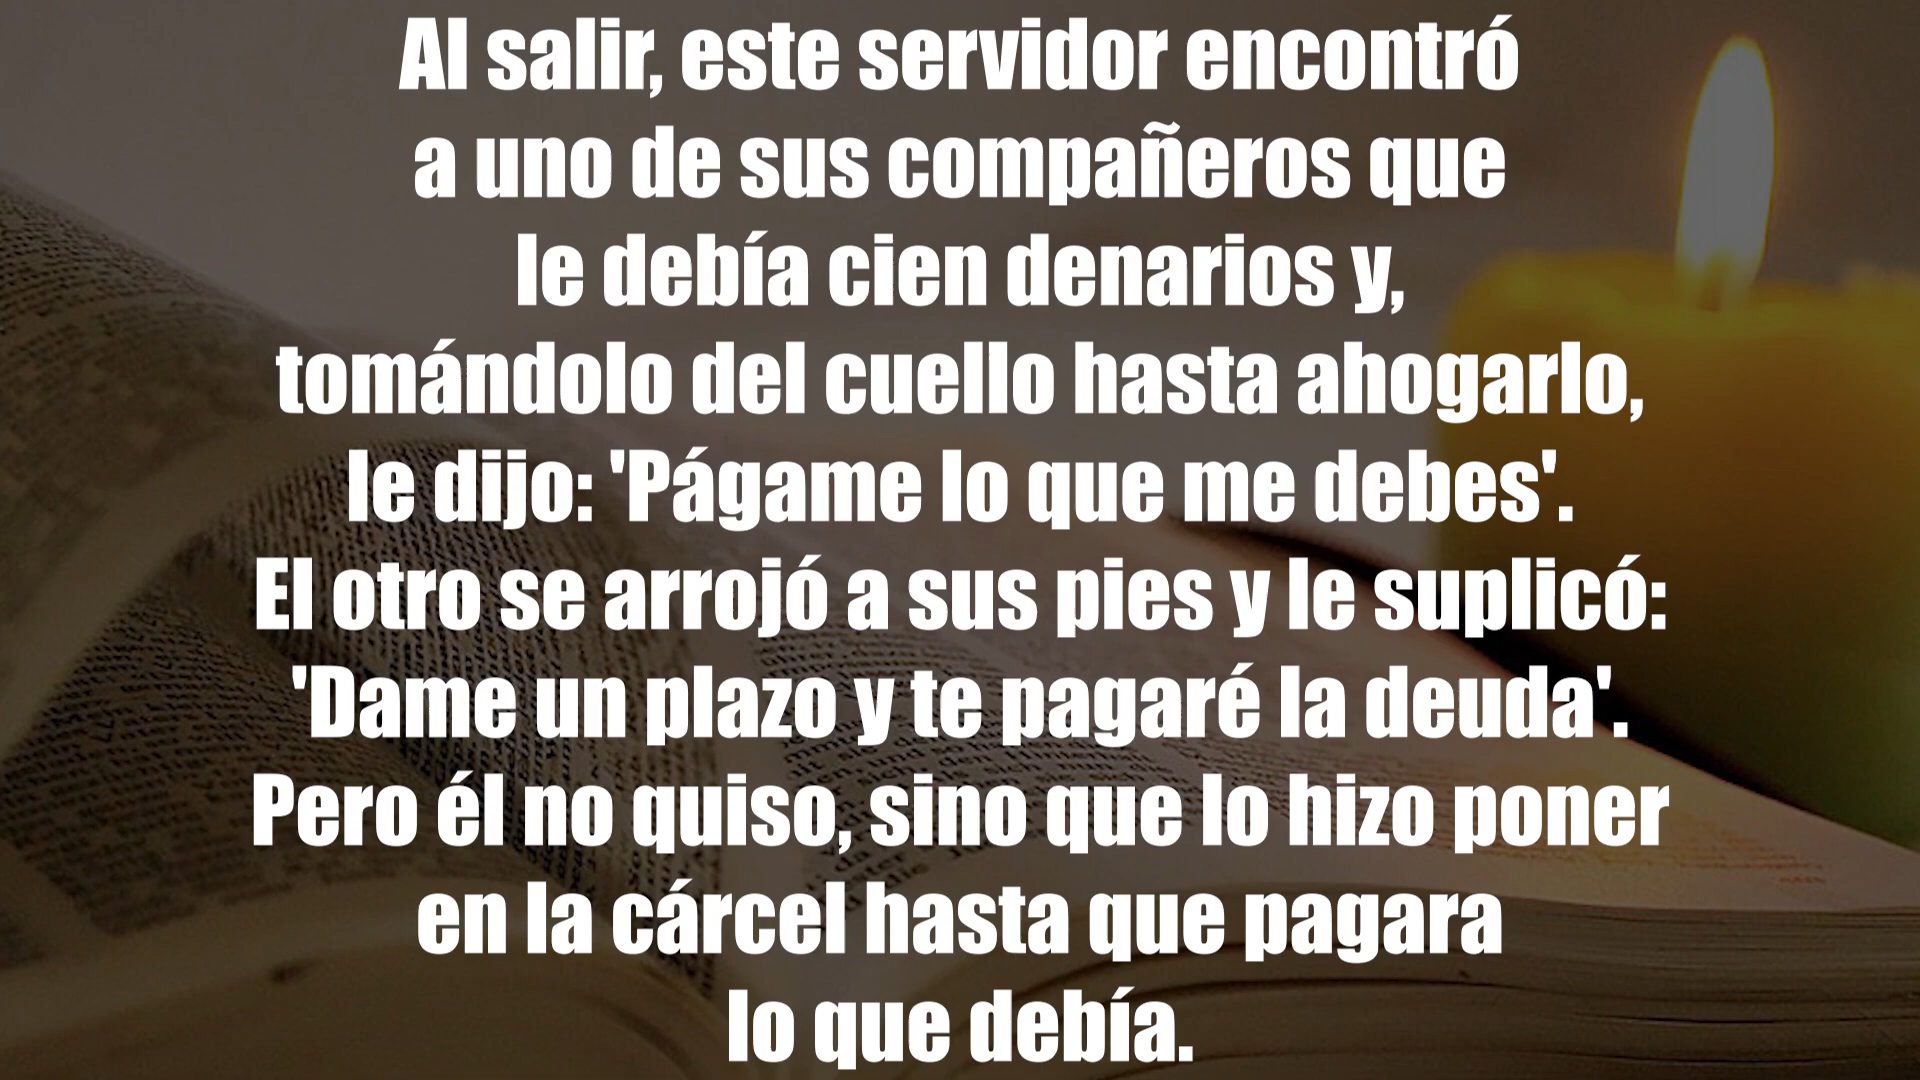 Al salir, este servidor encontró
a uno de sus compañeros que
le debía cien denarios y,
tomándolo del cuello hasta ahogarlo,
le dijo: 'Págame lo que me debes'.
El otro se arrojó a sus pies y le suplicó:
'Dame un plazo y te pagaré la deuda'.
Pero él no quiso, sino que lo hizo poner
en la cárcel hasta que pagara
lo que debía.